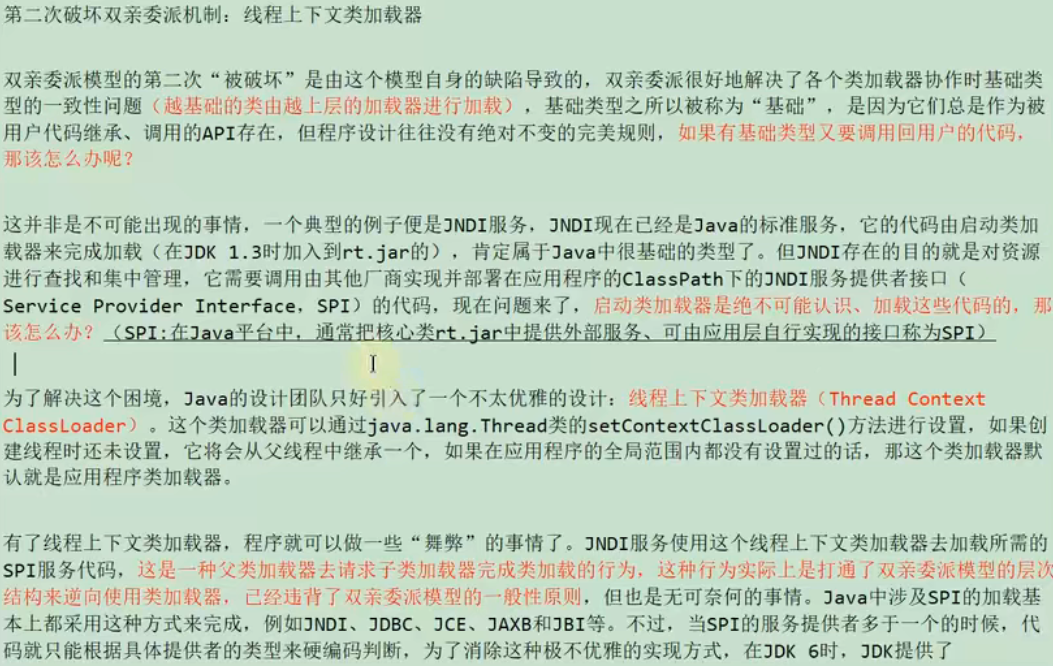 第二次破坏双亲委派机制：线程上下文类加载器
双亲委派模型的第二次“被破坏”是由这个模型自身的缺陷导致的，双亲委派很好地解决了各个类加载器协作时基础类
型的一致性问题（越基础的类由越上层的加载器进行加载），基础类型之所以被称为“基础”，是因为它们总是作为被
用户代码继承、调用的API存在，但程序设计往往没有绝对不变的完美规则，如果有基础类型又要调用回用户的代码，
那该怎么办呢？
这并非是不可能出现的事情，一个典型的例子便是JNDI服务，JNDI现在已经是Java的标准服务，它的代码由启动类加
载器来完成加载（在JDK 1.3时加入到rt.jar的），肯定属于Java中很基础的类型了。但JNDI存在的目的就是对资源
进行查找和集中管理，它需要调用由其他厂商实现并部署在应用程序的ClassPath下的JNDI服务提供者接口（
Service Provider Interface，SPI）的代码，现在问题来了，启动类加载器是绝不可能认识、加载这些代码的，那
该怎么办？（SPI:在Java平台中，通常把核心类rt.jar中提供外部服务、可由应用层自行实现的接口称为SPI）
为了解决这个困境，Java的设计团队只好引入了一个不太优雅的设计：线程上下文类加载器（Thread Context
ClassLoader）。这个类加载器可以通过java.lang.Thread类的setContextClassLoader()方法进行设置，如果创
建线程时还未设置，它将会从父线程中继承一个，如果在应用程序的全局范围内都没有设置过的话，那这个类加载器默
认就是应用程序类加载器。
有了线程上下文类加载器，程序就可以做一些“舞弊”的事情了。JNDI服务使用这个线程上下文类加载器去加载所需的
SPI服务代码，这是一种父类加载器去请求子类加载器完成类加载的行为，这种行为实际上是打通了双亲委派模型的层次
结构来逆向使用类加载器，已经违背了双亲委派模型的一般性原则，但也是无可奈何的事情。Java中涉及SPI的加载基
本上都采用这种方式来完成，例如JNDI、JDBC、JCE、JAXB和JBI等。不过，当SPI的服务提供者多于一个的时候，代
码就只能根据具体提供者的类型来硬编码判断，为了消除这种极不优雅的实现方式，在JDK 6时，JDK提供了